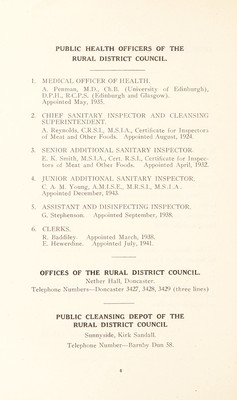 PUBLIC HEALTH OFFICERS OF THE
RURAL DISTRICT COUNCIL.
1. MEDICAL OFFICER OF HEALTH.
A. Penman, M.D., Ch.B. (University of Edinburgh),
D.P.H., R.C.P.S. (Edinburgh and Glasgow).
Appointed May, 1935.
2. CHIEF SANITARY INSPECTOR AND CLEANSING
SUPERINTENDENT.
A. Reynolds, C.R.S.I., M.S.I.A., Certificate for Inspectors
of Meat and Other Foods. Appointed August, 1924.
3. SENIOR ADDITIONAL SANITARY INSPECTOR.
E. K. Smith, M.S.I.A., Cert. R.S.I., Certificate for Inspec-
tors of Meat and Other Foods. Appointed April, 1932.
4. JUNIOR ADDITIONAL SANITARY INSPECTOR.
C. A. M. Young, A.M.I.S.E., M.R.S.I., M.S.I.A.
Appointed December, 1943.
5. ASSISTANT AND DISINFECTING INSPECTOR.
G. Stephenson. Appointed September, 1938.
6. CLERKS.
R. Baddiley Appointed March, 1930.
E. Hewerdine. Appointed July, 1941.
OFFICES OF THE RURAL DISTRICT COUNCIL.
Nether Hall, Doncaster.
Telephone Numbers—Doncaster 3427, 3428, 3429 (three lines)
PUBLIC CLEANSING DEPOT OF THE
RURAL DISTRICT COUNCIL
Sunnyside, Kirk Sandall.
Telephone Number—Barnby Dun 58.